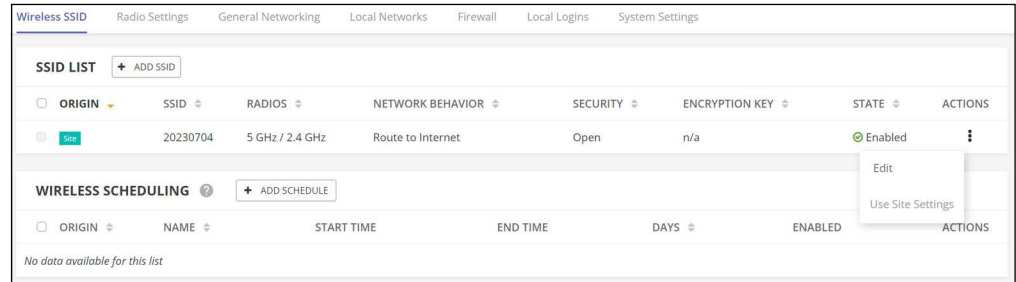 Wireless SSID Radio Settings General Networking Local Networks Firewall Local Logins System Settings
SSID LIST + ADD SSID
ORIGIN SSID RADIOS NETWORK BEHAVIOR SECURITY ENCRYPTION KEY STATE ACTIONS
Site 20230704 5 GHz / 2.4 GHz Route to Internet Open n/a Enabled
Edit
Use Site Settings
WIRELESS SCHEDULING ? + ADD SCHEDULE
ORIGIN NAME START TIME END TIME DAYS ENABLED ACTIONS
No data available for this list